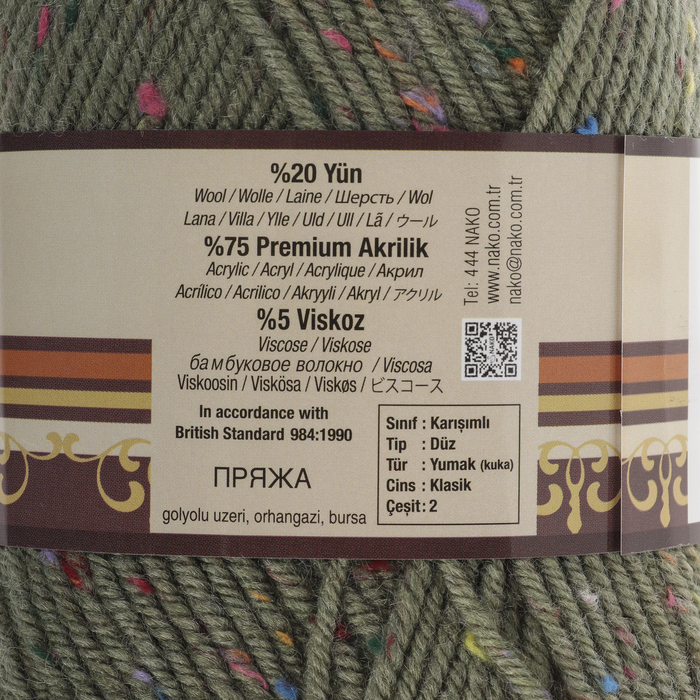 %20 Yün
Wool / Wolle / Laine / Шерсть / Wol
Lana / Villa / Ylle / Uld / Ull / Lã / ウール
%75 Premium Akrilik
Acrylic / Acryl / Acrylique / Акрил
Acrílico / Acrilico / Akryyli / Akryl / アクリル
%5 Viskoz
Viscose / Viskose
бамбуковое волокно / Viscosa
Viskoosin / Viskösa / Viskøs / ビスコース
In accordance with
British Standard 984:1990
ПРЯЖА
golyolu uzeri, orhangazi, bursa
Tel: 444 NAKO
www.nako.com.tr
nako@nako.com.tr
NAKO
Sınıf : Karışımlı
Tip : Düz
Tür : Yumak (kuka)
Cins : Klasik
Çeşit : 2